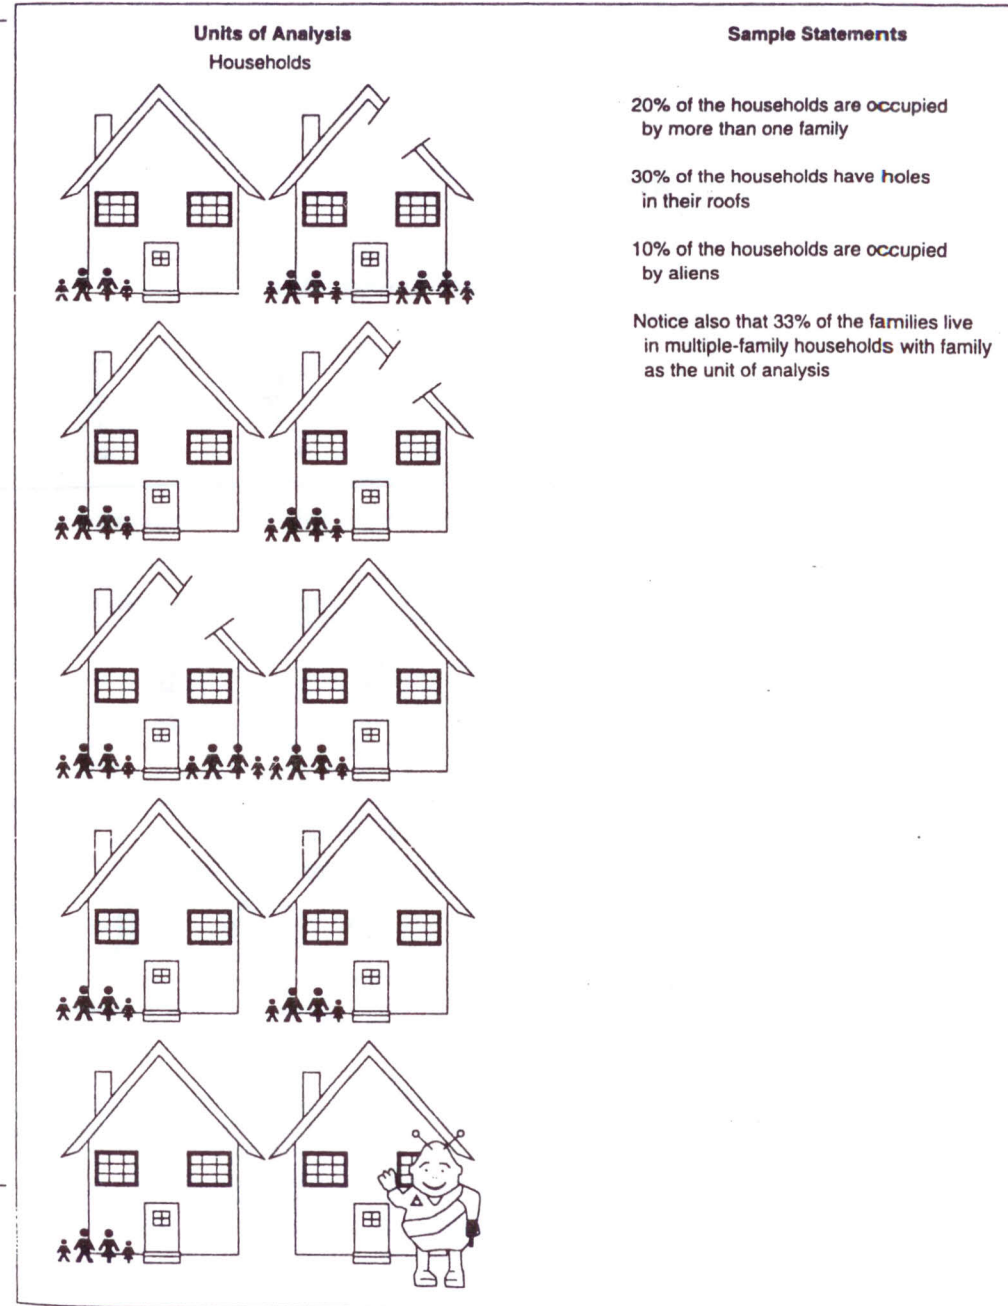 Units of Analysis
Households
Sample Statements
20% of the households are occupied
by more than one family
30% of the households have holes
in their roofs
10% of the households are occupied
by aliens
Notice also that 33% of the families live
in multiple-family households with family
as the unit of analysis